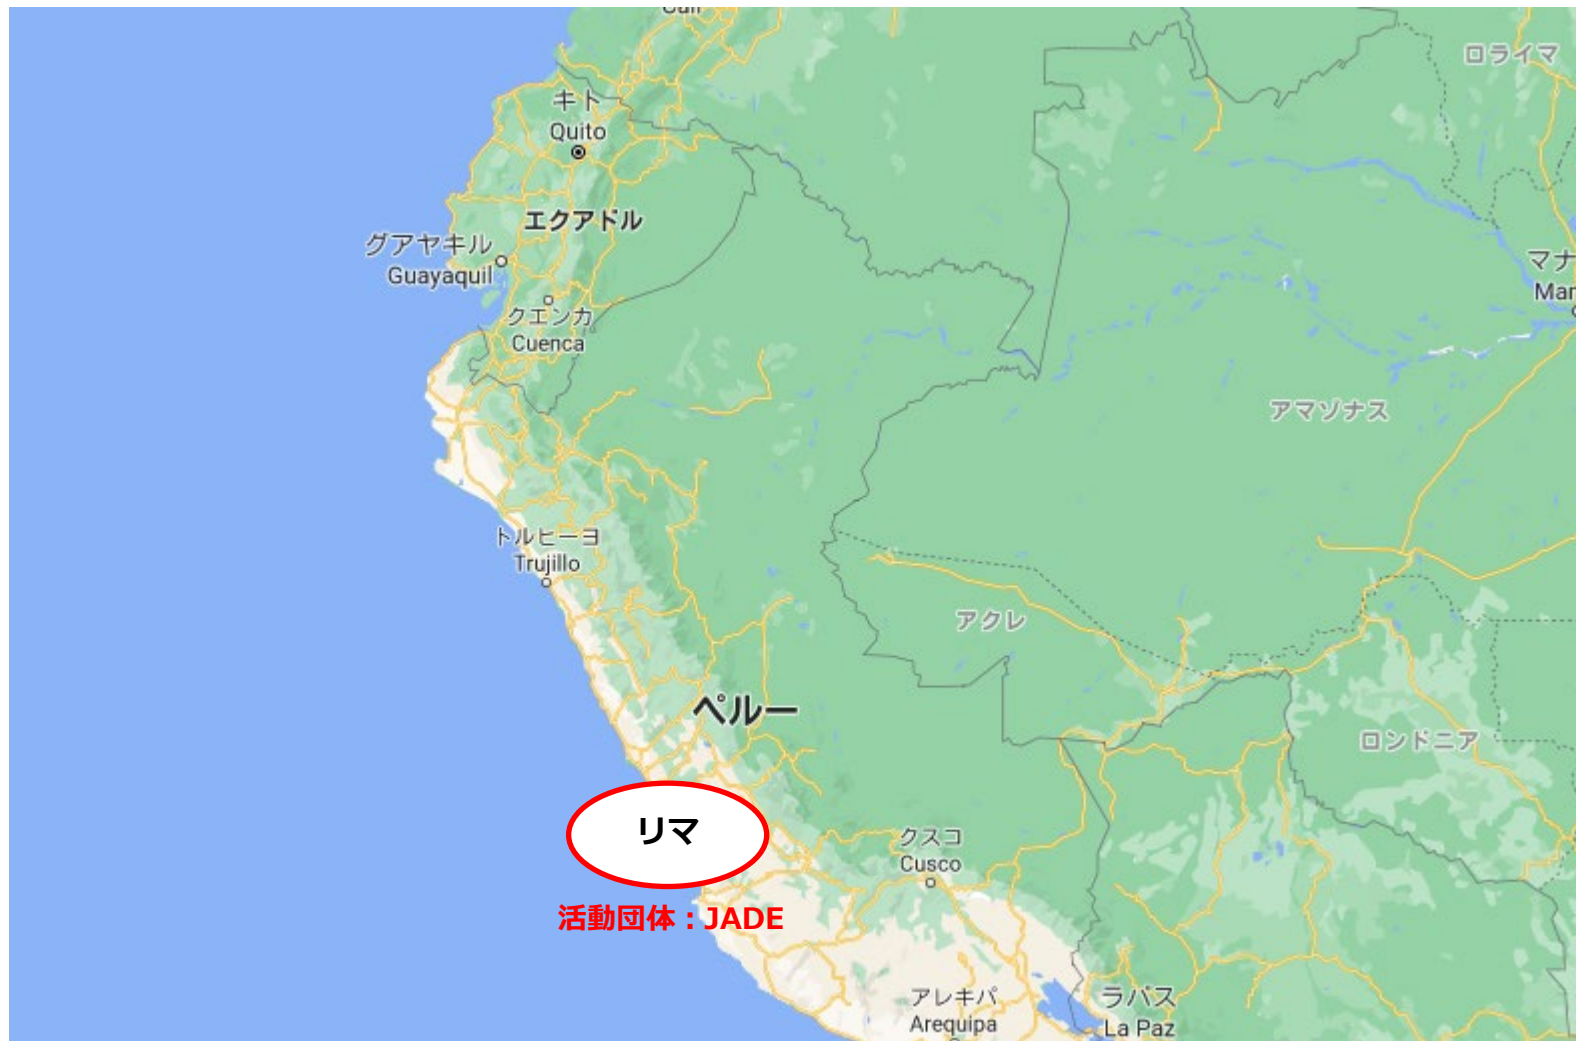 Cali
ロライマ
キト
Quito
エクアドル
グアヤキル
Guayaquil
クエンカ
Cuenca
マナ
Mar
アマゾナス
トルヒーヨ
Trujillo
アクレ
ペルー
ロンドニア
リマ
クスコ
Cusco
活動団体：JADE
アレキパ
Arequipa
ラパス
La Paz